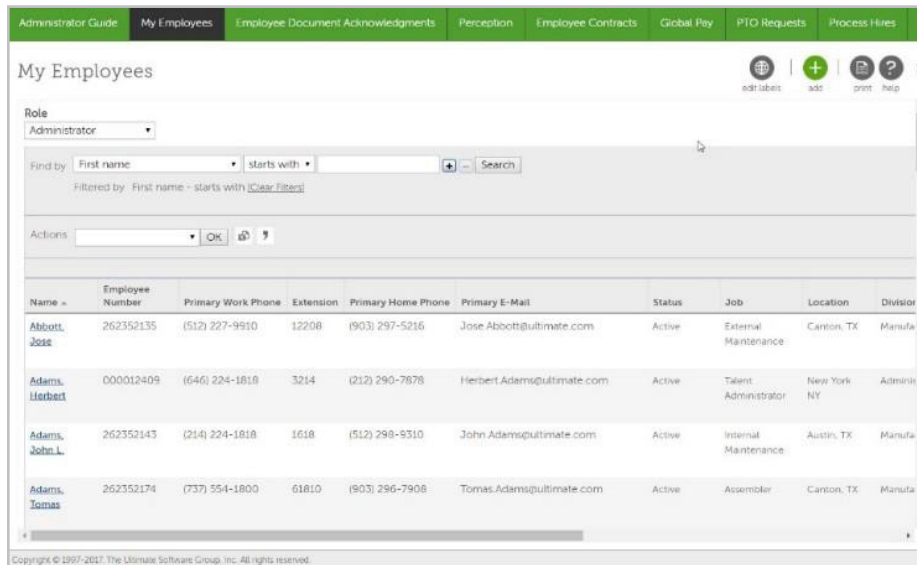 Administrator Guide My Employees Employee Document Acknowledgments Perception Employee Contracts Global Pay PTO Requests Process Hires
My Employees
edit labels add print help
Role
Administrator
Find by First name starts with + – Search
Filtered by First name - starts with [Clear Filters]
Actions OK
Name Employee Number Primary Work Phone Extension Primary Home Phone Primary E-Mail Status Job Location Division
Abbott, 262352135 (512) 227-9910 12208 (903) 297-5216 Jose.Abbott@ultimate.com Active External Canton, TX Manufa
Jose Maintenance
Adams, 000012409 (646) 224-1818 3214 (212) 290-7878 Herbert.Adams@ultimate.com Active Talent New York Adminis
Herbert Administrator NY
Adams, 262352143 (214) 224-1818 1618 (512) 298-9310 John.Adams@ultimate.com Active Internal Austin, TX Manufa
John L. Maintenance
Adams, 262352174 (737) 554-1800 61810 (903) 296-7908 Tomas.Adams@ultimate.com Active Assembler Canton, TX Manufa
Tomas
Copyright © 1997-2017 The Ultimate Software Group, Inc. All rights reserved.